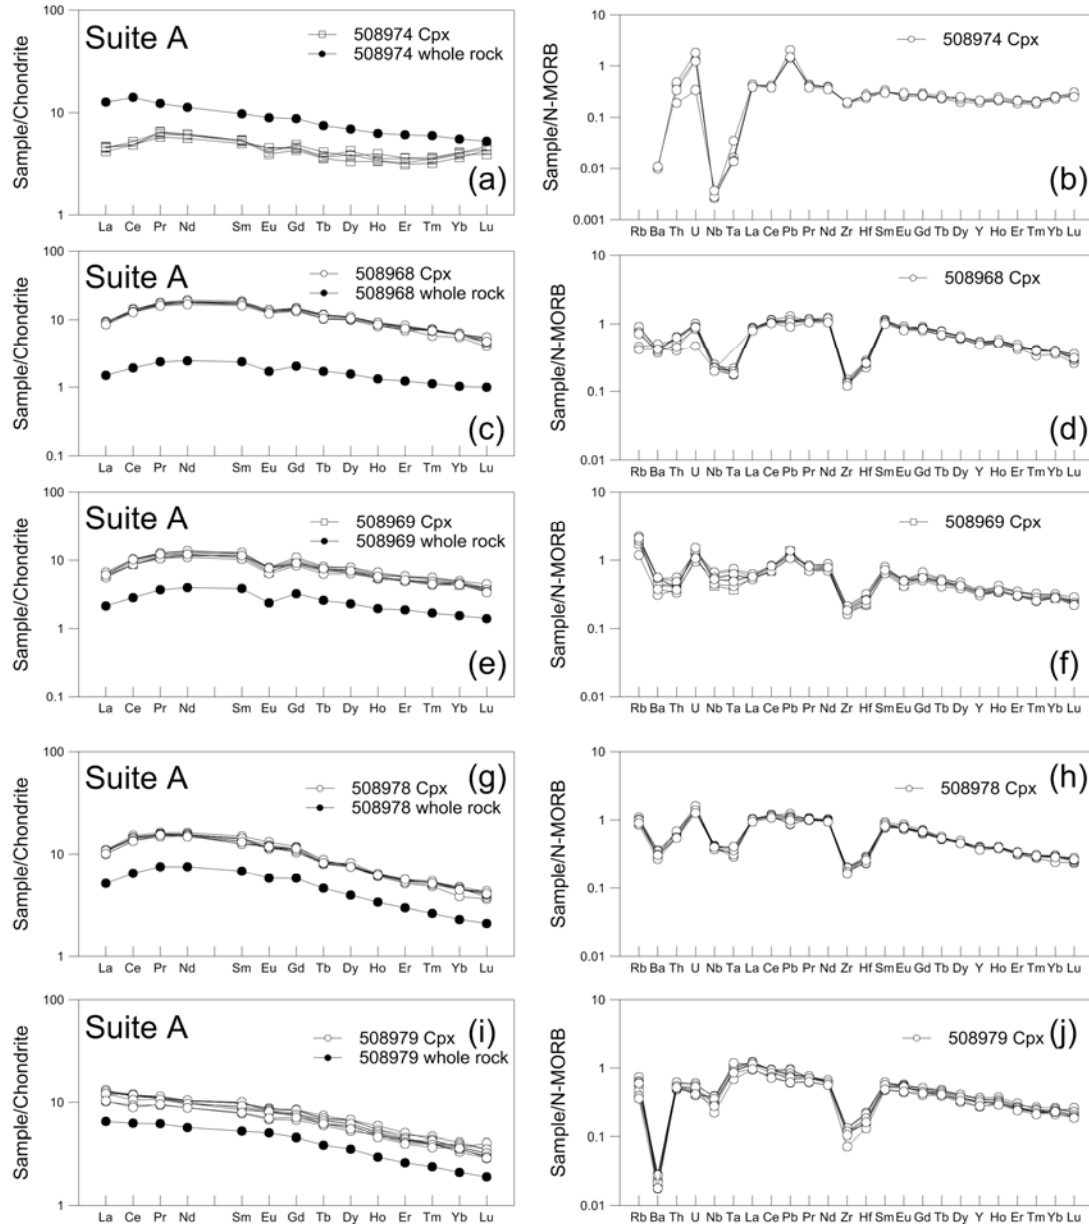 Sample/Chondrite
100
10
1
Suite A
508974 Cpx
508974 whole rock
(a)
La Ce Pr Nd Sm Eu Gd Tb Dy Ho Er Tm Yb Lu
Sample/N-MORB
10
1
0.1
0.01
0.001
508974 Cpx
(b)
Rb Ba Th U Nb Ta La Ce Pb Pr Nd Zr Hf Sm Eu Gd Tb Dy Y Ho Er Tm Yb Lu
Sample/Chondrite
100
10
1
0.1
Suite A
508968 Cpx
508968 whole rock
(c)
La Ce Pr Nd Sm Eu Gd Tb Dy Ho Er Tm Yb Lu
Sample/N-MORB
10
1
0.1
0.01
508968 Cpx
(d)
Rb Ba Th U Nb Ta La Ce Pb Pr Nd Zr Hf Sm Eu Gd Tb Dy Y Ho Er Tm Yb Lu
Sample/Chondrite
100
10
1
0.1
Suite A
508969 Cpx
508969 whole rock
(e)
La Ce Pr Nd Sm Eu Gd Tb Dy Ho Er Tm Yb Lu
Sample/N-MORB
10
1
0.1
0.01
508969 Cpx
(f)
Rb Ba Th U Nb Ta La Ce Pb Pr Nd Zr Hf Sm Eu Gd Tb Dy Y Ho Er Tm Yb Lu
Sample/Chondrite
100
10
1
Suite A
508978 Cpx
508978 whole rock
(g)
La Ce Pr Nd Sm Eu Gd Tb Dy Ho Er Tm Yb Lu
Sample/N-MORB
10
1
0.1
0.01
508978 Cpx
(h)
Rb Ba Th U Nb Ta La Ce Pb Pr Nd Zr Hf Sm Eu Gd Tb Dy Y Ho Er Tm Yb Lu
Sample/Chondrite
100
10
1
Suite A
508979 Cpx
508979 whole rock
(i)
La Ce Pr Nd Sm Eu Gd Tb Dy Ho Er Tm Yb Lu
Sample/N-MORB
10
1
0.1
0.01
508979 Cpx
(j)
Rb Ba Th U Nb Ta La Ce Pb Pr Nd Zr Hf Sm Eu Gd Tb Dy Y Ho Er Tm Yb Lu